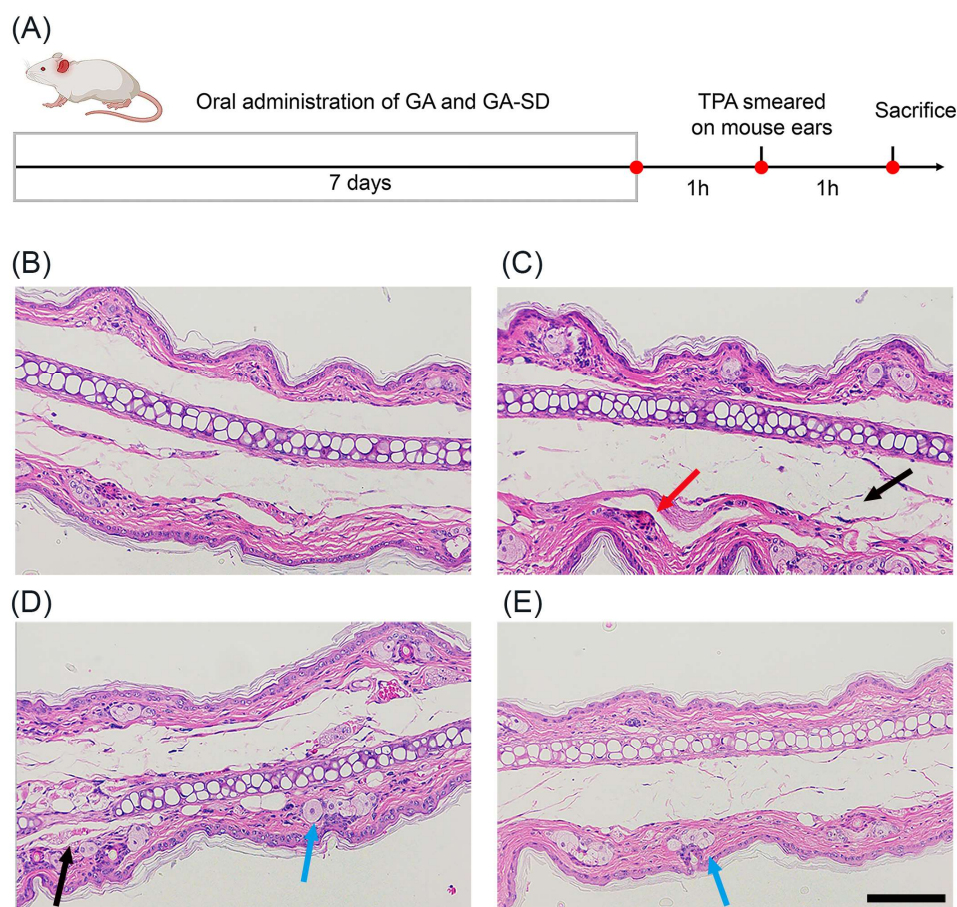 (A)
Oral administration of GA and GA-SD
TPA smeared
on mouse ears
Sacrifice
7 days
1h
1h
(B)
(C)
(D)
(E)